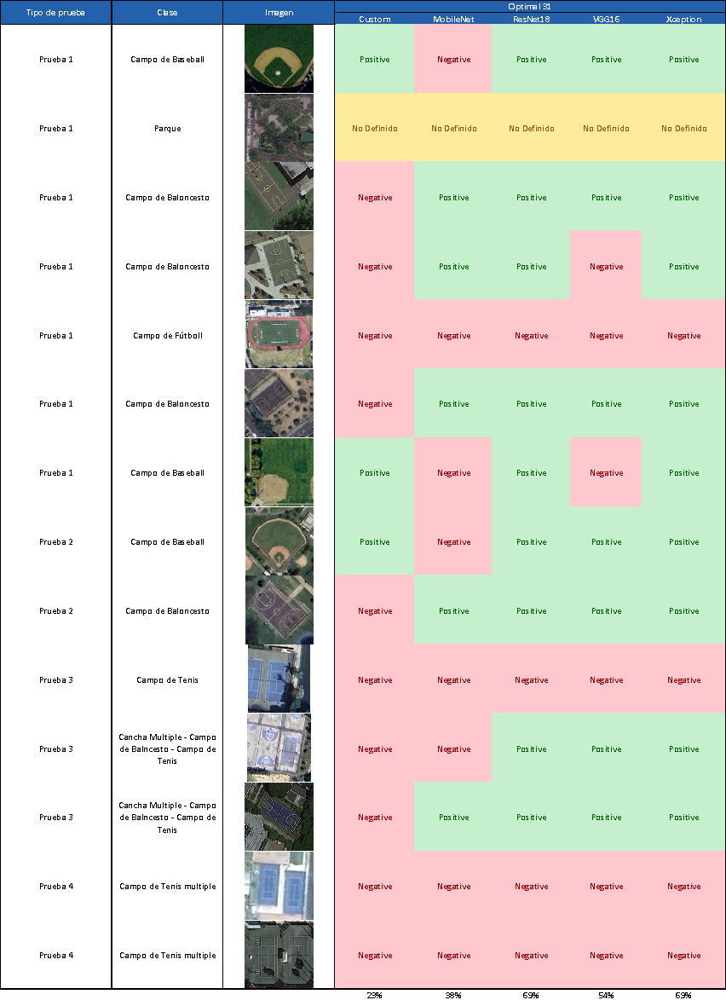 Tipo de prueba Clase Imagen Optimal 31
Custom MobileNet ResNet18 VGG16 Xception
Prueba 1 Campo de Baseball Positive Negative Positive Positive Positive
Prueba 1 Parque No Definido No Definido No Definido No Definido No Definido
Prueba 1 Campo de Baloncesto Negative Positive Positive Positive Positive
Prueba 1 Campo de Baloncesto Negative Positive Positive Negative Positive
Prueba 1 Campo de Fútboll Negative Negative Negative Negative Negative
Prueba 1 Campo de Baloncesto Negative Positive Positive Positive Positive
Prueba 1 Campo de Baseball Positive Negative Positive Negative Positive
Prueba 2 Campo de Baseball Positive Negative Positive Positive Positive
Prueba 2 Campo de Baloncesto Negative Positive Positive Positive Positive
Prueba 3 Campo de Tenis Negative Negative Negative Negative Negative
Cancha Multiple - Campo
Prueba 3 de Balncesto - Campo de Negative Negative Positive Positive Positive
Tenis
Cancha Multiple - Campo
Prueba 3 de Balncesto - Campo de Negative Positive Positive Positive Positive
Tenis
Prueba 4 Campo de Tenis multiple Negative Negative Negative Negative Negative
Prueba 4 Campo de Tenis multiple Negative Negative Negative Negative Negative
23% 38% 69% 54% 69%